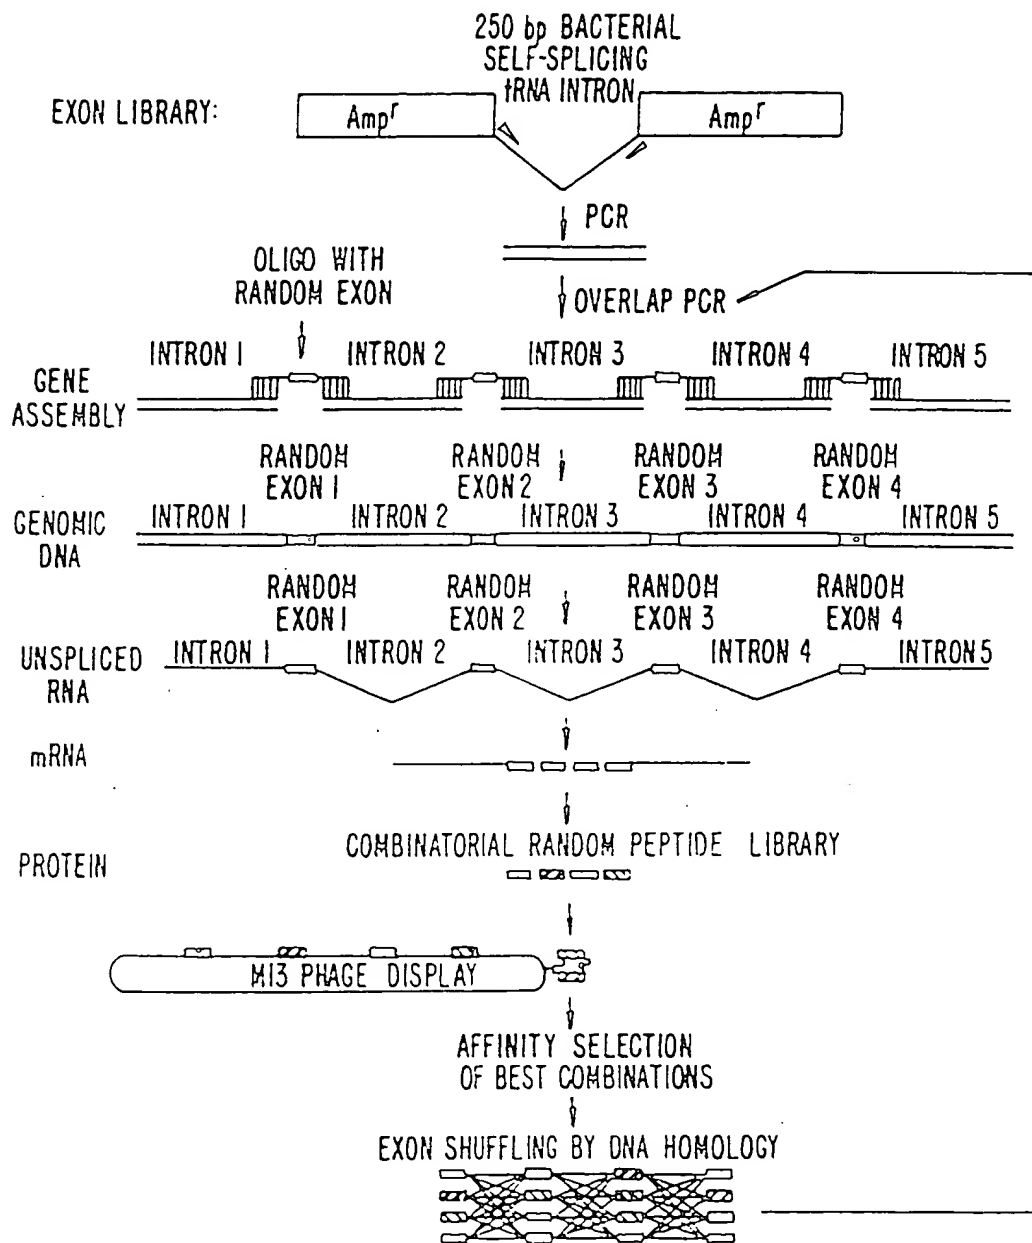 250 bp BACTERIAL
SELF-SPLICING
tRNA INTRON
EXON LIBRARY:
Ampr
Ampr
PCR
OLIGO WITH
RANDOM EXON
OVERLAP PCR
INTRON 1
INTRON 2
INTRON 3
INTRON 4
INTRON 5
GENE
ASSEMBLY
RANDOM
EXON 1
RANDOM
EXON 2
RANDOM
EXON 3
RANDOM
EXON 4
GENOMIC
DNA
INTRON 1
INTRON 2
INTRON 3
INTRON 4
INTRON 5
RANDOM
EXON 1
RANDOM
EXON 2
RANDOM
EXON 3
RANDOM
EXON 4
UNSPLICED
RNA
INTRON 1
INTRON 2
INTRON 3
INTRON 4
INTRON 5
mRNA
COMBINATORIAL RANDOM PEPTIDE LIBRARY
PROTEIN
M13 PHAGE DISPLAY
AFFINITY SELECTION
OF BEST COMBINATIONS
EXON SHUFFLING BY DNA HOMOLOGY